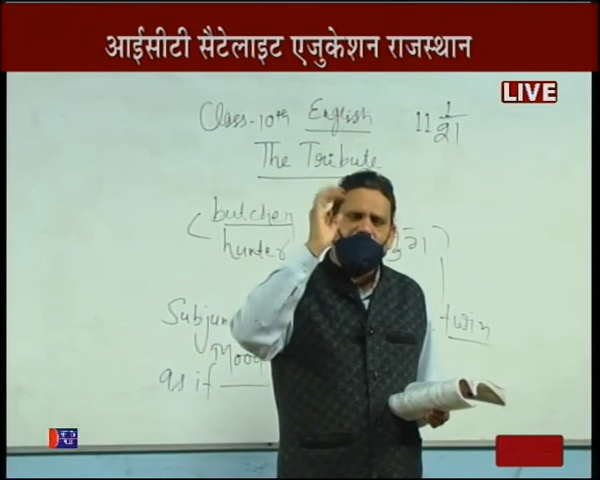 आईसीटी सैटेलाइट एजुकेशन राजस्थान
LIVE
Class-10th English 11 1/21
The Tribute
butcher
hunter
twin
Mood
as if